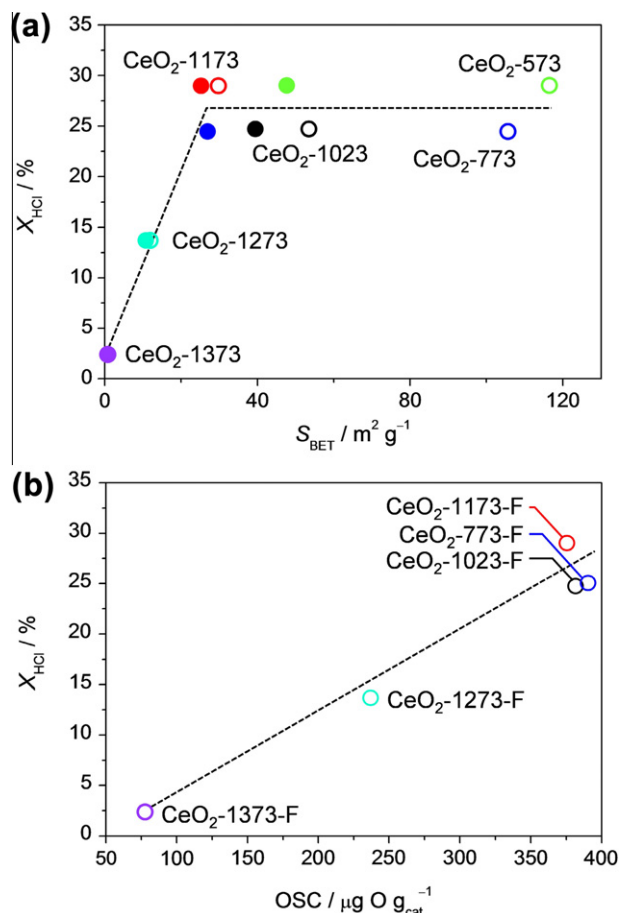 (a)
35
30
25
20
15
10
5
0
X_HCl / %
CeO₂-1173
CeO₂-573
CeO₂-1023
CeO₂-773
CeO₂-1273
CeO₂-1373
0 40 80 120
S_BET / m² g⁻¹
(b)
35
30
25
20
15
10
5
0
X_HCl / %
CeO₂-1173-F
CeO₂-773-F
CeO₂-1023-F
CeO₂-1273-F
CeO₂-1373-F
50 100 150 200 250 300 350 400
OSC / μg O g_cat⁻¹